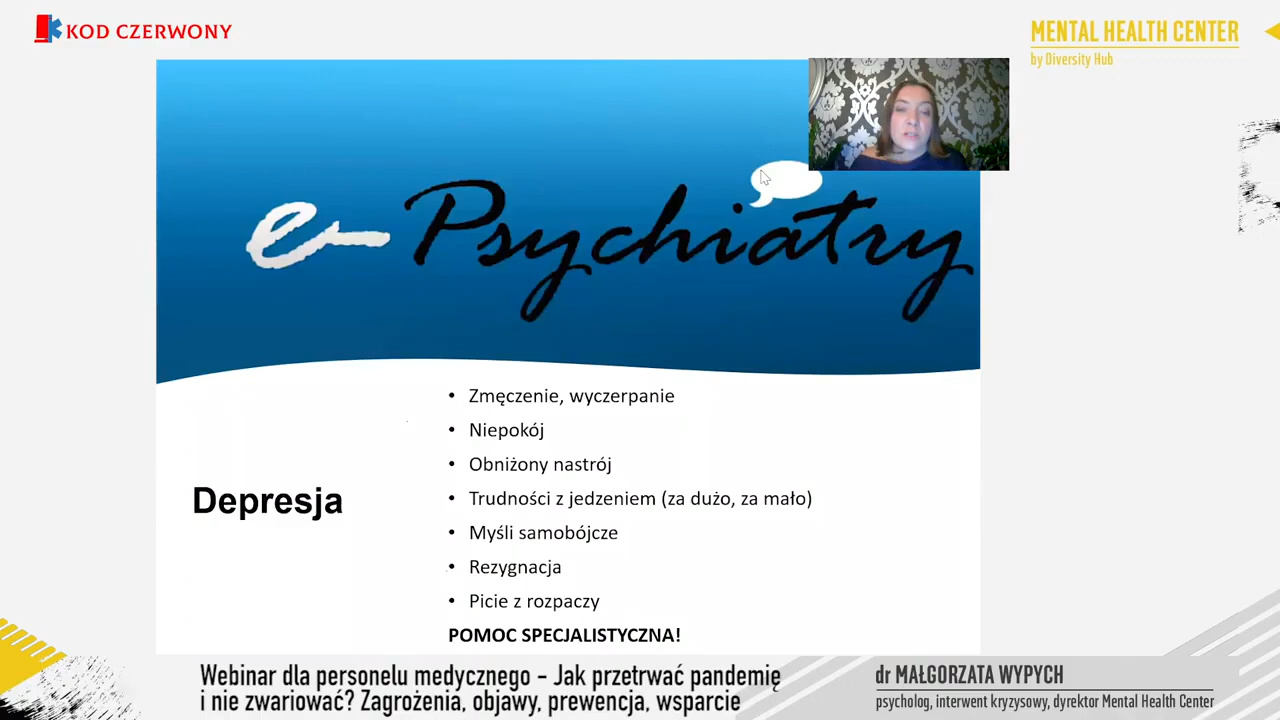 KOD CZERWONY
MENTAL HEALTH CENTER
by Diversity Hub
e-Psychiatry
Depresja
• Zmęczenie, wyczerpanie
• Niepokój
• Obniżony nastrój
• Trudności z jedzeniem (za dużo, za mało)
• Myśli samobójcze
• Rezygnacja
• Picie z rozpaczy
POMOC SPECJALISTYCZNA!
Webinar dla personelu medycznego – Jak przetrwać pandemię
i nie zwariować? Zagrożenia, objawy, prewencja, wsparcie
dr MAŁGORZATA WYPYCH
psycholog, interwent kryzysowy, dyrektor Mental Health Center